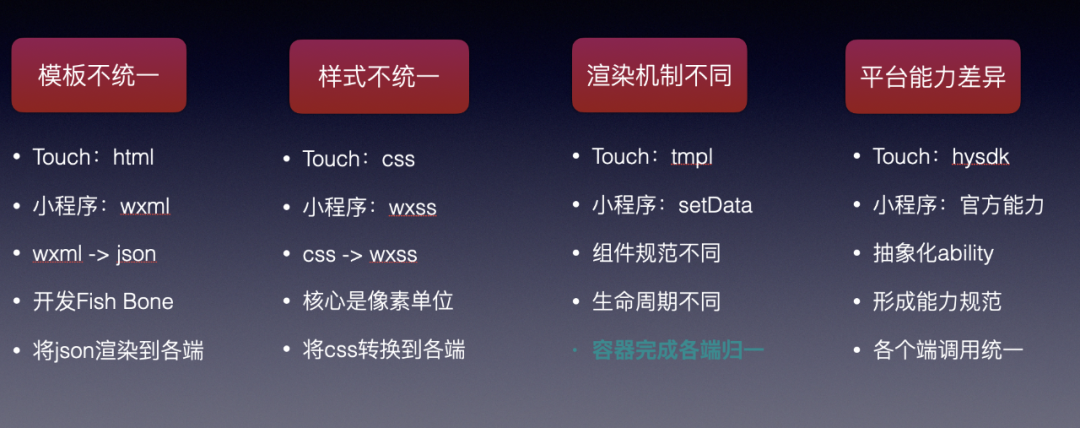 模板不统一
• Touch：html
• 小程序：wxml
• wxml -> json
• 开发Fish Bone
• 将json渲染到各端
样式不统一
• Touch：css
• 小程序：wxss
• css -> wxss
• 核心是像素单位
• 将css转换到各端
渲染机制不同
• Touch：tmpl
• 小程序：setData
• 组件规范不同
• 生命周期不同
• 容器完成各端归一
平台能力差异
• Touch：hysdk
• 小程序：官方能力
• 抽象化ability
• 形成能力规范
• 各个端调用统一